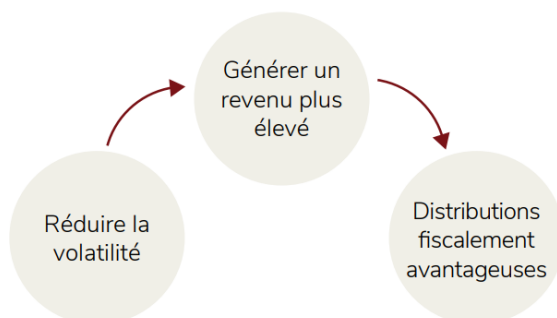 Générer un
revenu plus
élevé
Réduire la
volatilité
Distributions
fiscalement
avantageuses